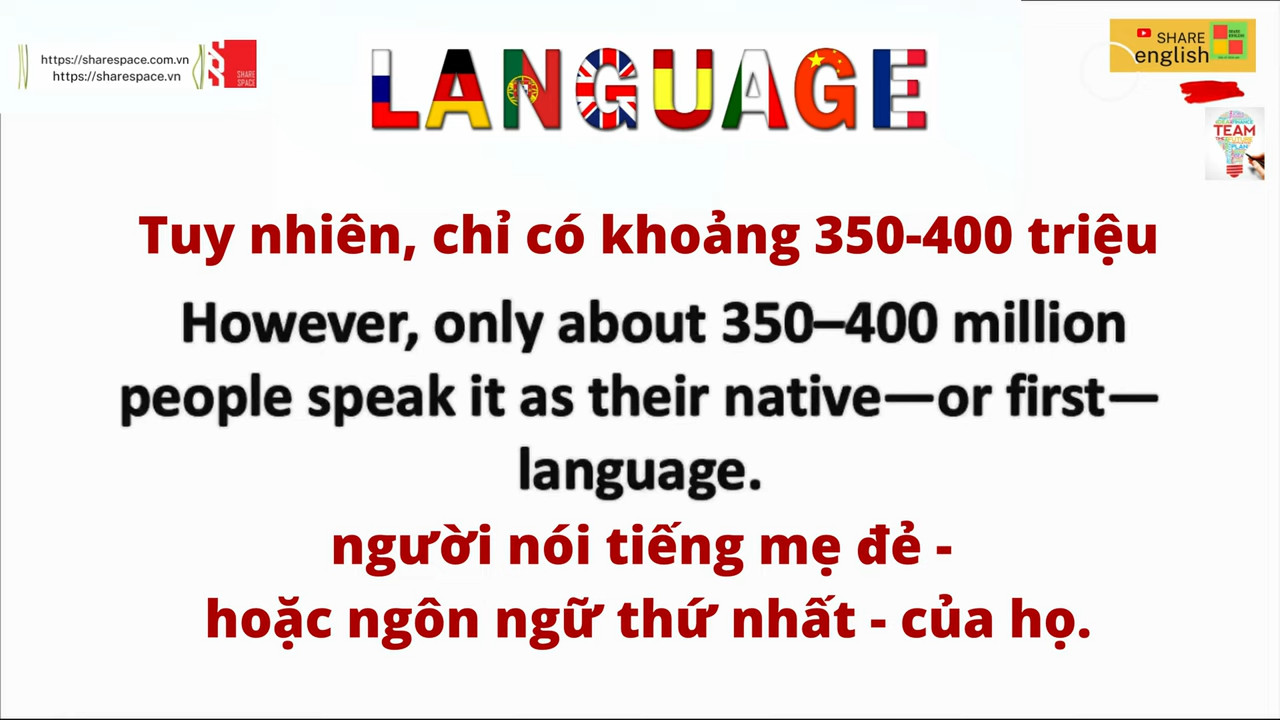 https://sharespace.com.vn
https://sharespace.vn
SHARE
SPACE
LANGUAGE
SHARE
english
TEAM
Tuy nhiên, chỉ có khoảng 350-400 triệu
However, only about 350–400 million
people speak it as their native—or first—
language.
người nói tiếng mẹ đẻ -
hoặc ngôn ngữ thứ nhất - của họ.